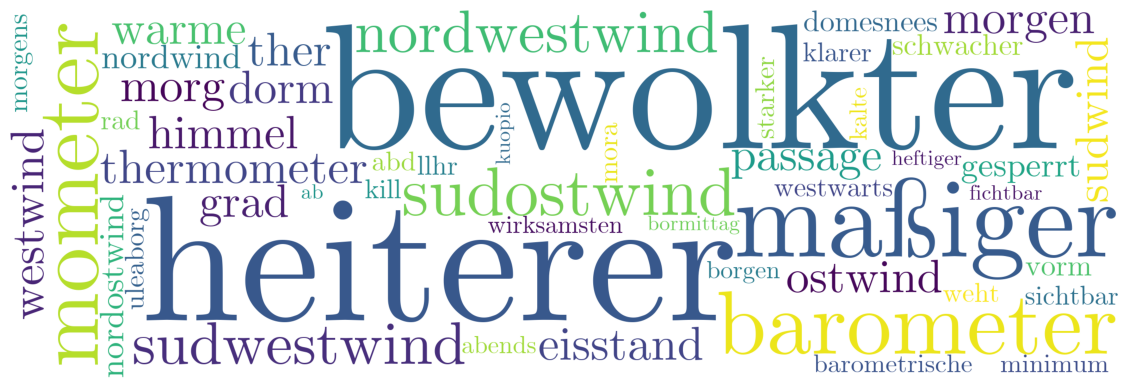 morgens
warme
nordwestwind
domesnees
morgen
nordwind
ther
bewolkter
klarer
schwacher
momometer
morg
dorm
starker
kalte
sudwind
rad
himmel
kuopio
mora
westwind
thermometer
abd
llhr
passage
heftiger
gesperrt
grad
ab
kill
sudostwind
westwarts
fichtbar
nordostwind
uleaborg
heiterer
wirksamsten
bormittag
maßiger
borgen
ostwind
vorm
weht
sichtbar
sudwestwind
abends
eisstand
barometer
barometrische
minimum